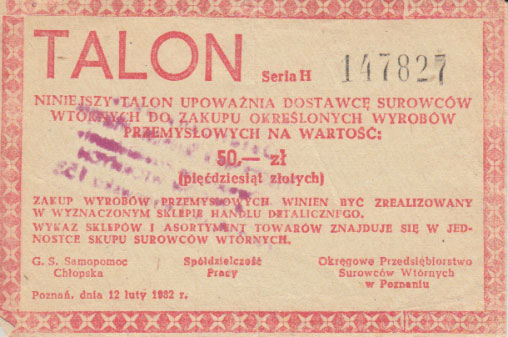 TALON
Seria H 147827
NINIEJSZY TALON UPOWAŻNIA DOSTAWCĘ SUROWCÓW
WTÓRNYCH DO ZAKUPU OKREŚLONYCH WYROBÓW
PRZEMYSŁOWYCH NA WARTOŚĆ:
50,— zł
(pięćdziesiąt złotych)
ZAKUP WYROBÓW PRZEMYSŁOWYCH WINIEN BYĆ ZREALIZOWANY
W WYZNACZONYM SKLEPIE HANDLU DETALICZNEGO.
WYKAZ SKLEPÓW I ASORTYMENT TOWARÓW ZNAJDUJE SIĘ W JED-
NOSTCE SKUPU SUROWCÓW WTÓRNYCH.
G. S. Samopomoc
Chłopska
Spółdzielczość
Pracy
Okręgowe Przedsiębiorstwo
Surowców Wtórnych
w Poznaniu
Poznań, dnia 12 luty 1982 r.